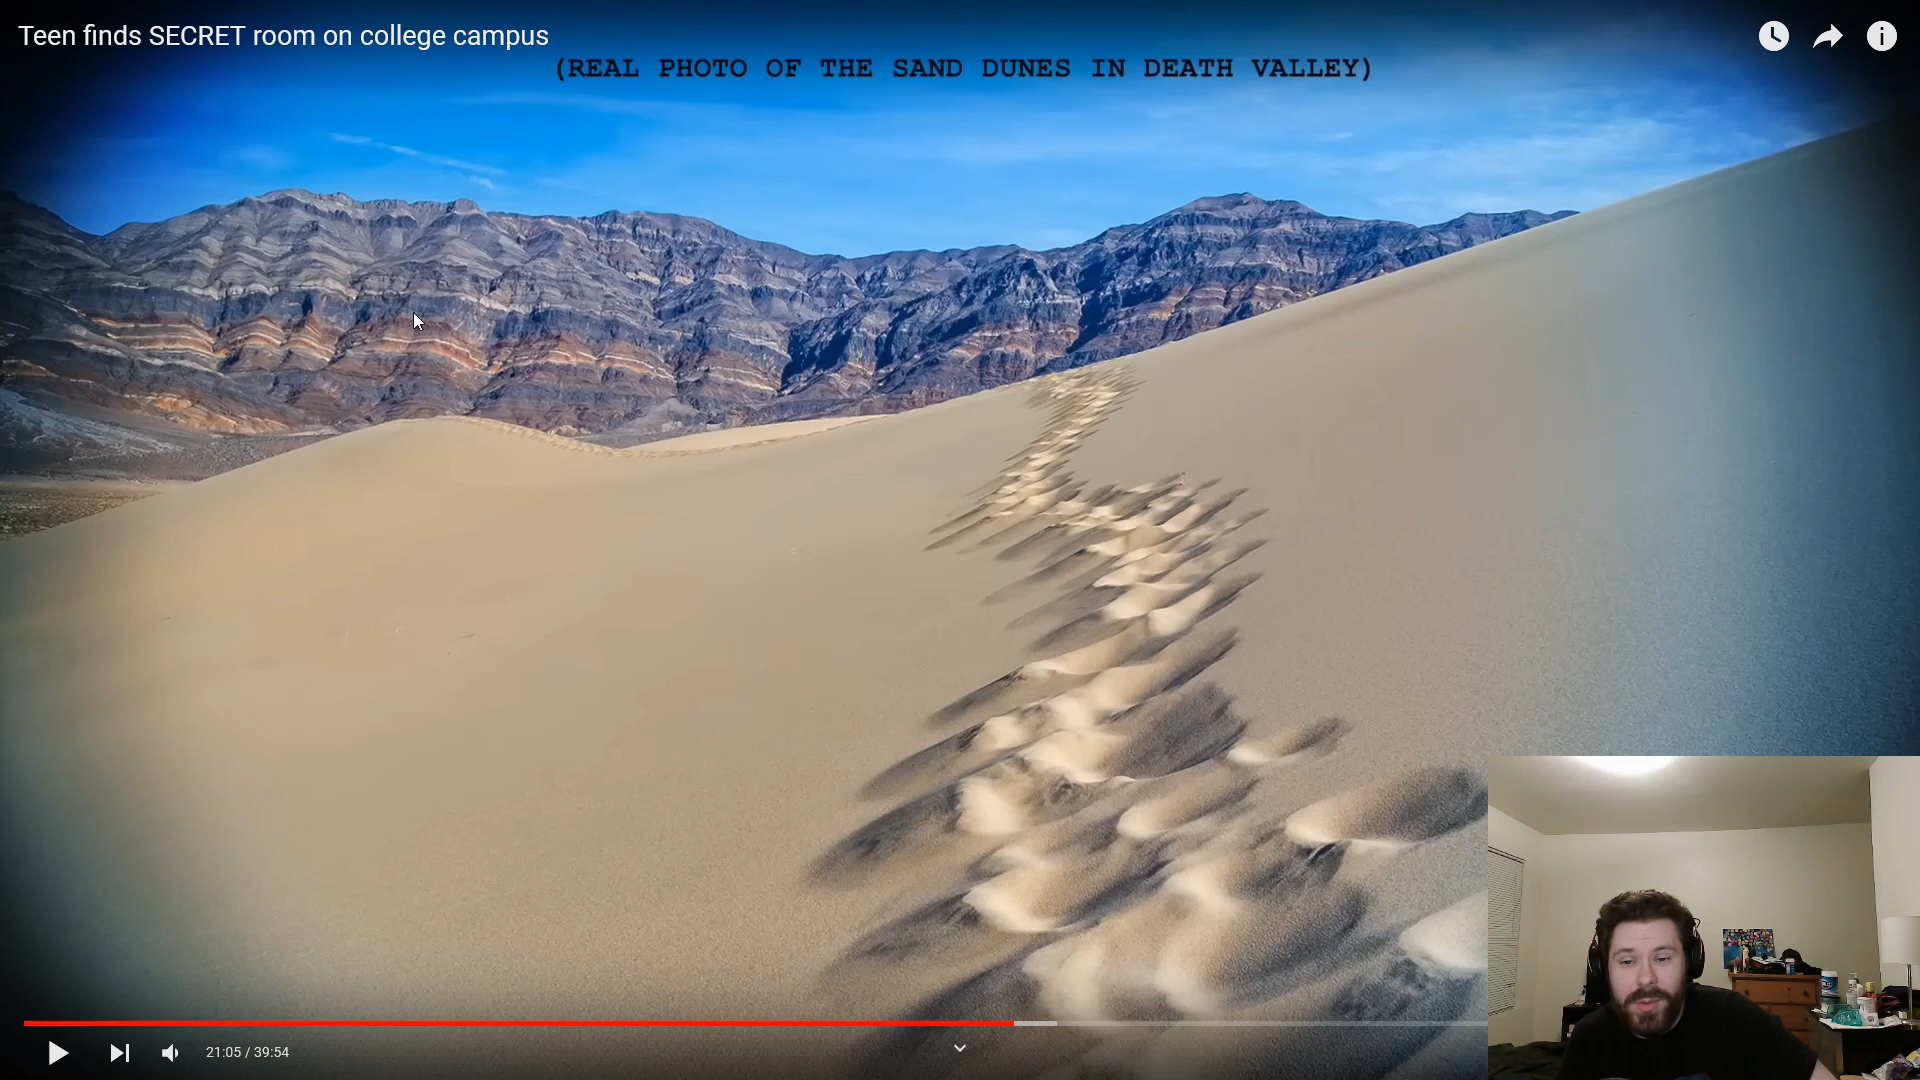 Teen finds SECRET room on college campus
(REAL PHOTO OF THE SAND DUNES IN DEATH VALLEY)
21:05 / 39:54